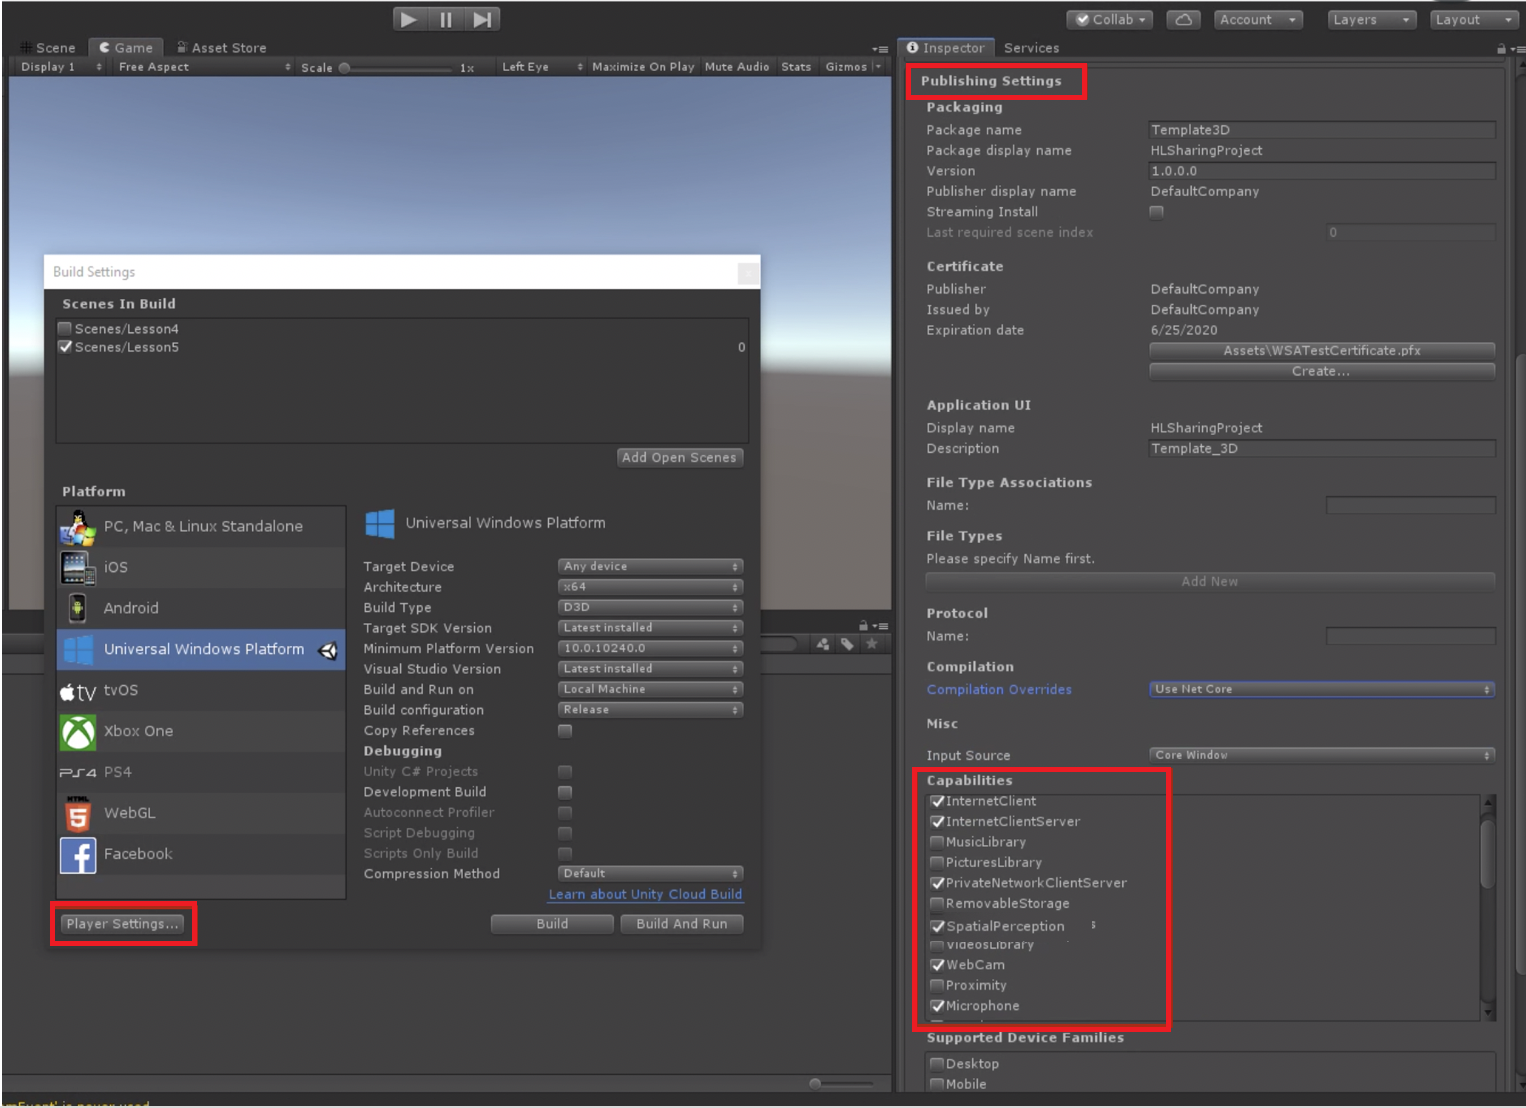 Collab
Account
Layers
Layout
Scene
Game
Asset Store
Display 1
Free Aspect
Scale
1x
Left Eye
Maximize On Play
Mute Audio
Stats
Gizmos
Build Settings
Scenes In Build
Scenes/Lesson4
Scenes/Lesson5
0
Add Open Scenes
Platform
PC, Mac & Linux Standalone
iOS
Android
Universal Windows Platform
tv
tvOS
Xbox One
PS4
PS4
HTML
5
WebGL
f
Facebook
Universal Windows Platform
Target Device Any device
Architecture x64
Build Type D3D
Target SDK Version Latest installed
Minimum Platform Version 10.0.10240.0
Visual Studio Version Latest installed
Build and Run on Local Machine
Build configuration Release
Copy References
Debugging
Unity C# Projects
Development Build
Autoconnect Profiler
Script Debugging
Scripts Only Build
Compression Method Default
Learn about Unity Cloud Build
Player Settings...
Build
Build And Run
Inspector
Services
Publishing Settings
Packaging
Package name Template3D
Package display name HLSharingProject
Version 1.0.0.0
Publisher display name DefaultCompany
Streaming Install
Last required scene index 0
Certificate
Publisher DefaultCompany
Issued by DefaultCompany
Expiration date 6/25/2020
Assets\WSATestCertificate.pfx
Create...
Application UI
Display name HLSharingProject
Description Template_3D
File Type Associations
Name:
File Types
Please specify Name first.
Add New
Protocol
Name:
Compilation
Compilation Overrides Use Net Core
Misc
Input Source Core Window
Capabilities
InternetClient
InternetClientServer
MusicLibrary
PicturesLibrary
PrivateNetworkClientServer
RemovableStorage
SpatialPerception s
VideosLibrary
WebCam
Proximity
Microphone
Supported Device Families
Desktop
Mobile